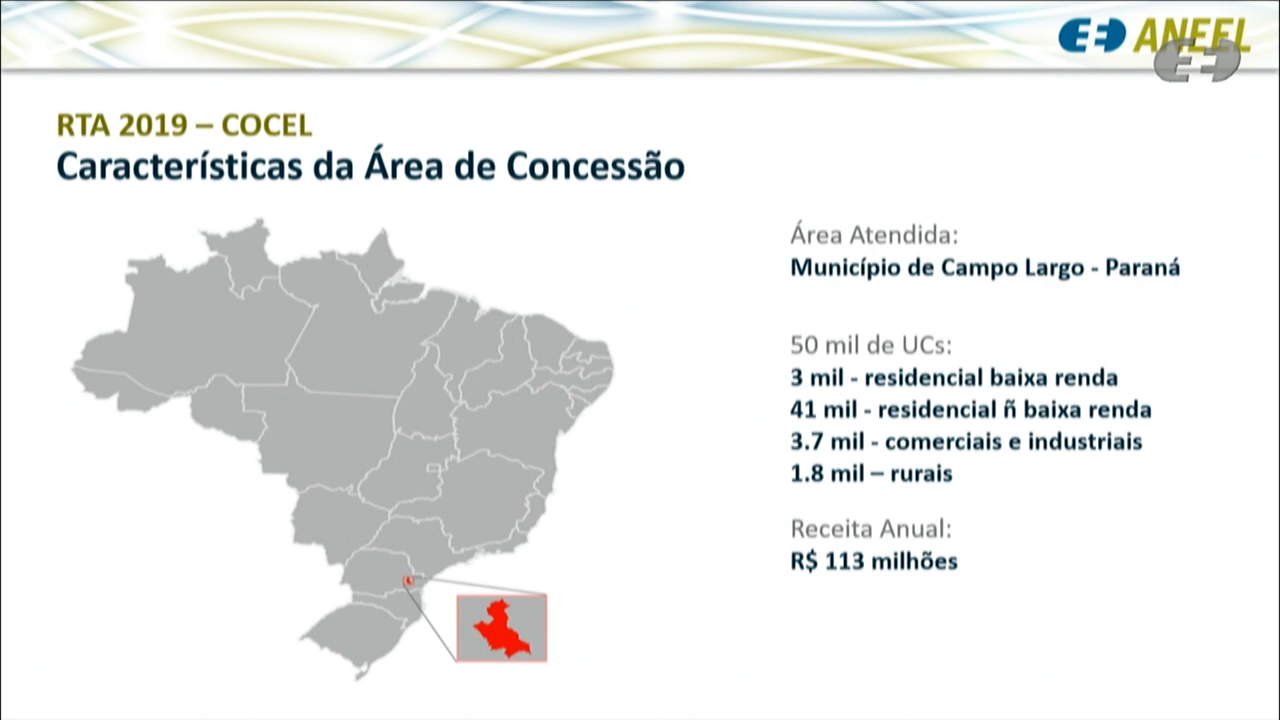 ANEEL
RTA 2019 – COCEL
Características da Área de Concessão
Área Atendida:
Município de Campo Largo - Paraná
50 mil de UCs:
3 mil - residencial baixa renda
41 mil - residencial ñ baixa renda
3.7 mil - comerciais e industriais
1.8 mil – rurais
Receita Anual:
R$ 113 milhões